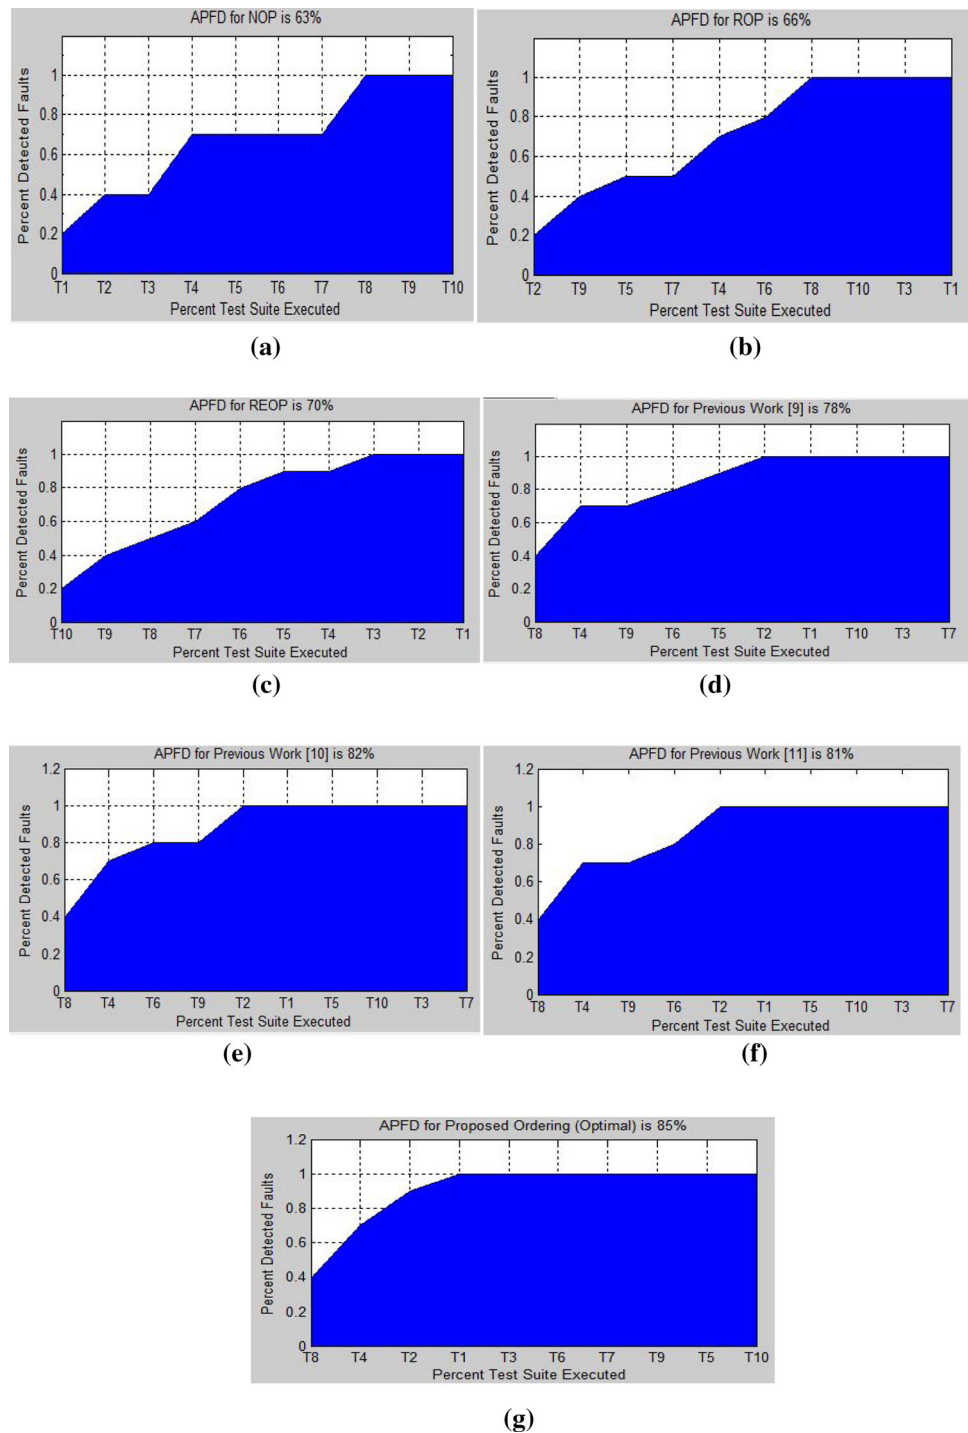 APFD for NOP is 63%
Percent Detected Faults
1
0.8
0.6
0.4
0.2
0
T1 T2 T3 T4 T5 T6 T7 T8 T9 T10
Percent Test Suite Executed
(a)
APFD for ROP is 66%
Percent Detected Faults
1
0.8
0.6
0.4
0.2
0
T2 T9 T5 T7 T4 T6 T8 T10 T3 T1
Percent Test Suite Executed
(b)
APFD for REOP is 70%
Percent Detected Faults
1
0.8
0.6
0.4
0.2
0
T10 T9 T8 T7 T6 T5 T4 T3 T2 T1
Percent Test Suite Executed
(c)
APFD for Previous Work [9] is 78%
Percent Detected Faults
1
0.8
0.6
0.4
0.2
0
T8 T4 T9 T6 T5 T2 T1 T10 T3 T7
Percent Test Suite Executed
(d)
APFD for Previous Work [10] is 82%
Percent Detected Faults
1.2
1
0.8
0.6
0.4
0.2
0
T8 T4 T6 T9 T2 T1 T5 T10 T3 T7
Percent Test Suite Executed
(e)
APFD for Previous Work [11] is 81%
Percent Detected Faults
1.2
1
0.8
0.6
0.4
0.2
0
T8 T4 T9 T6 T2 T1 T5 T10 T3 T7
Percent Test Suite Executed
(f)
APFD for Proposed Ordering (Optimal) is 85%
Percent Detected Faults
1.2
1
0.8
0.6
0.4
0.2
0
T8 T4 T2 T1 T3 T6 T7 T9 T5 T10
Percent Test Suite Executed
(g)